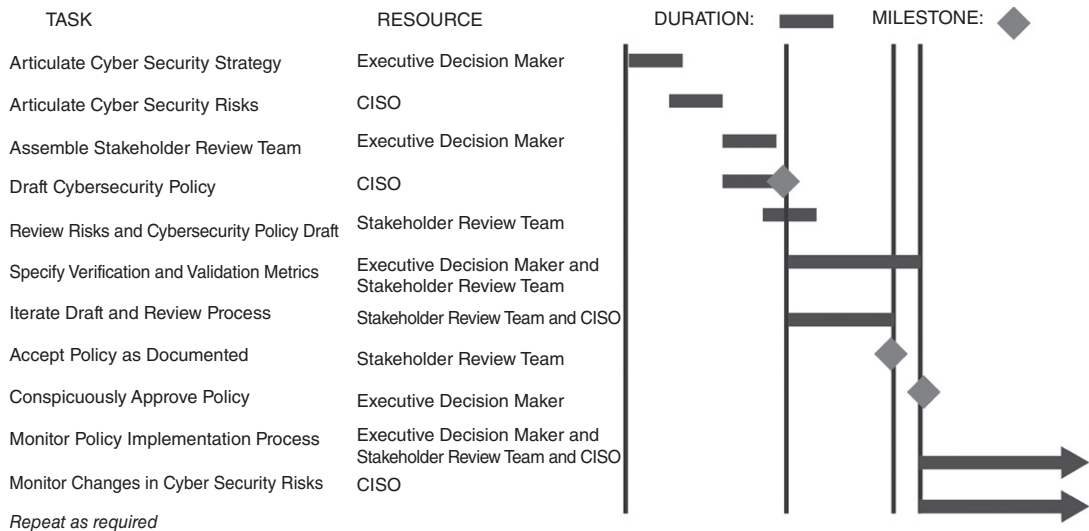 TASK RESOURCE DURATION: MILESTONE:
Articulate Cyber Security Strategy Executive Decision Maker
Articulate Cyber Security Risks CISO
Assemble Stakeholder Review Team Executive Decision Maker
Draft Cybersecurity Policy CISO
Review Risks and Cybersecurity Policy Draft Stakeholder Review Team
Specify Verification and Validation Metrics Executive Decision Maker and
Stakeholder Review Team
Iterate Draft and Review Process Stakeholder Review Team and CISO
Accept Policy as Documented Stakeholder Review Team
Conspicuously Approve Policy Executive Decision Maker
Monitor Policy Implementation Process Executive Decision Maker and
Stakeholder Review Team and CISO
Monitor Changes in Cyber Security Risks CISO
Repeat as required